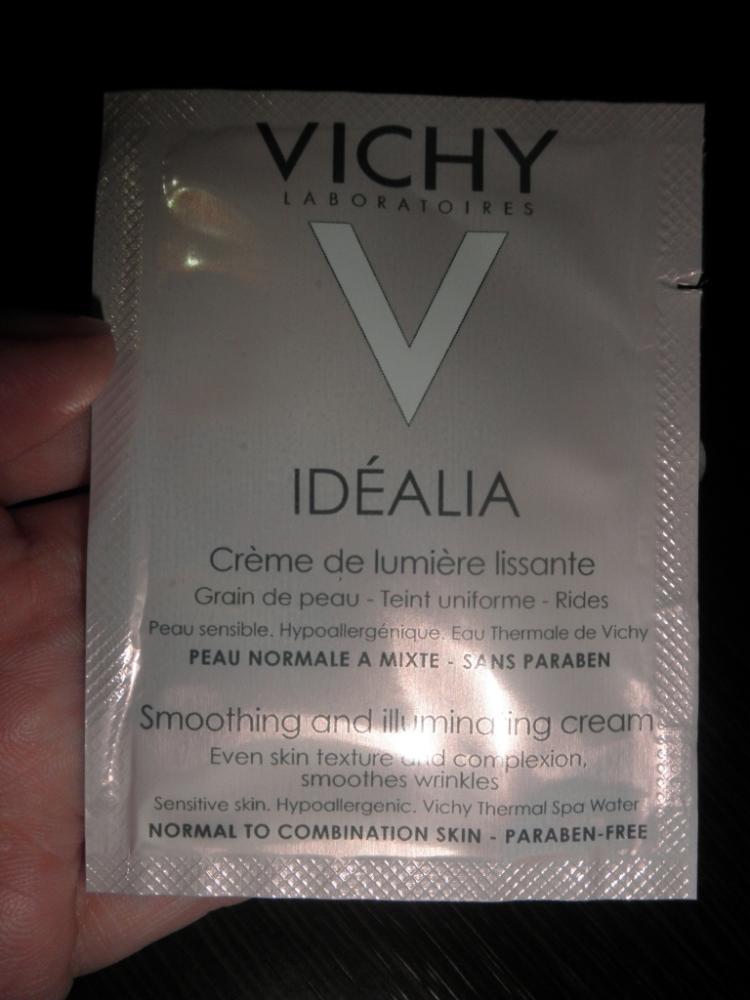 VICHY
LABORATOIRES
V
IDÉALIA
Crème de lumière lissante
Grain de peau - Teint uniforme - Rides
Peau sensible. Hypoallergénique. Eau Thermale de Vichy
PEAU NORMALE A MIXTE - SANS PARABEN
Smoothing and illuminating cream
Even skin texture and complexion,
smoothes wrinkles
Sensitive skin. Hypoallergenic. Vichy Thermal Spa Water
NORMAL TO COMBINATION SKIN - PARABEN-FREE